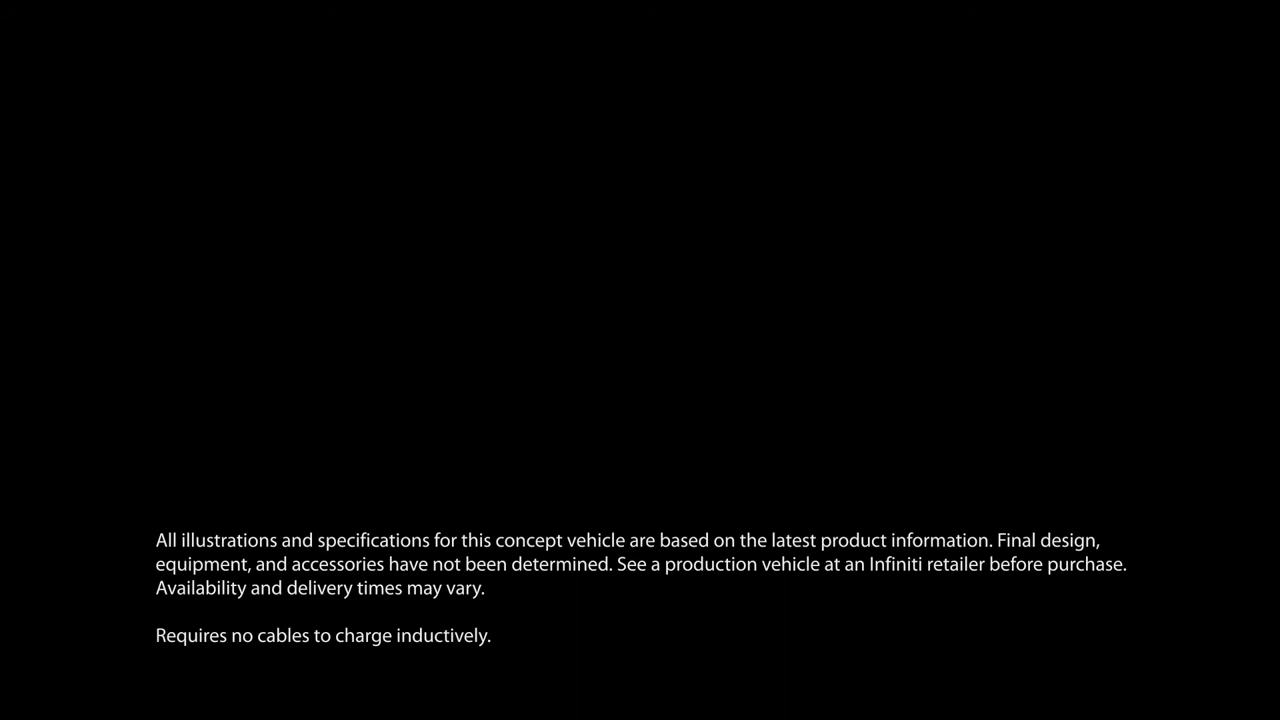 All illustrations and specifications for this concept vehicle are based on the latest product information. Final design,
equipment, and accessories have not been determined. See a production vehicle at an Infiniti retailer before purchase.
Availability and delivery times may vary.
Requires no cables to charge inductively.